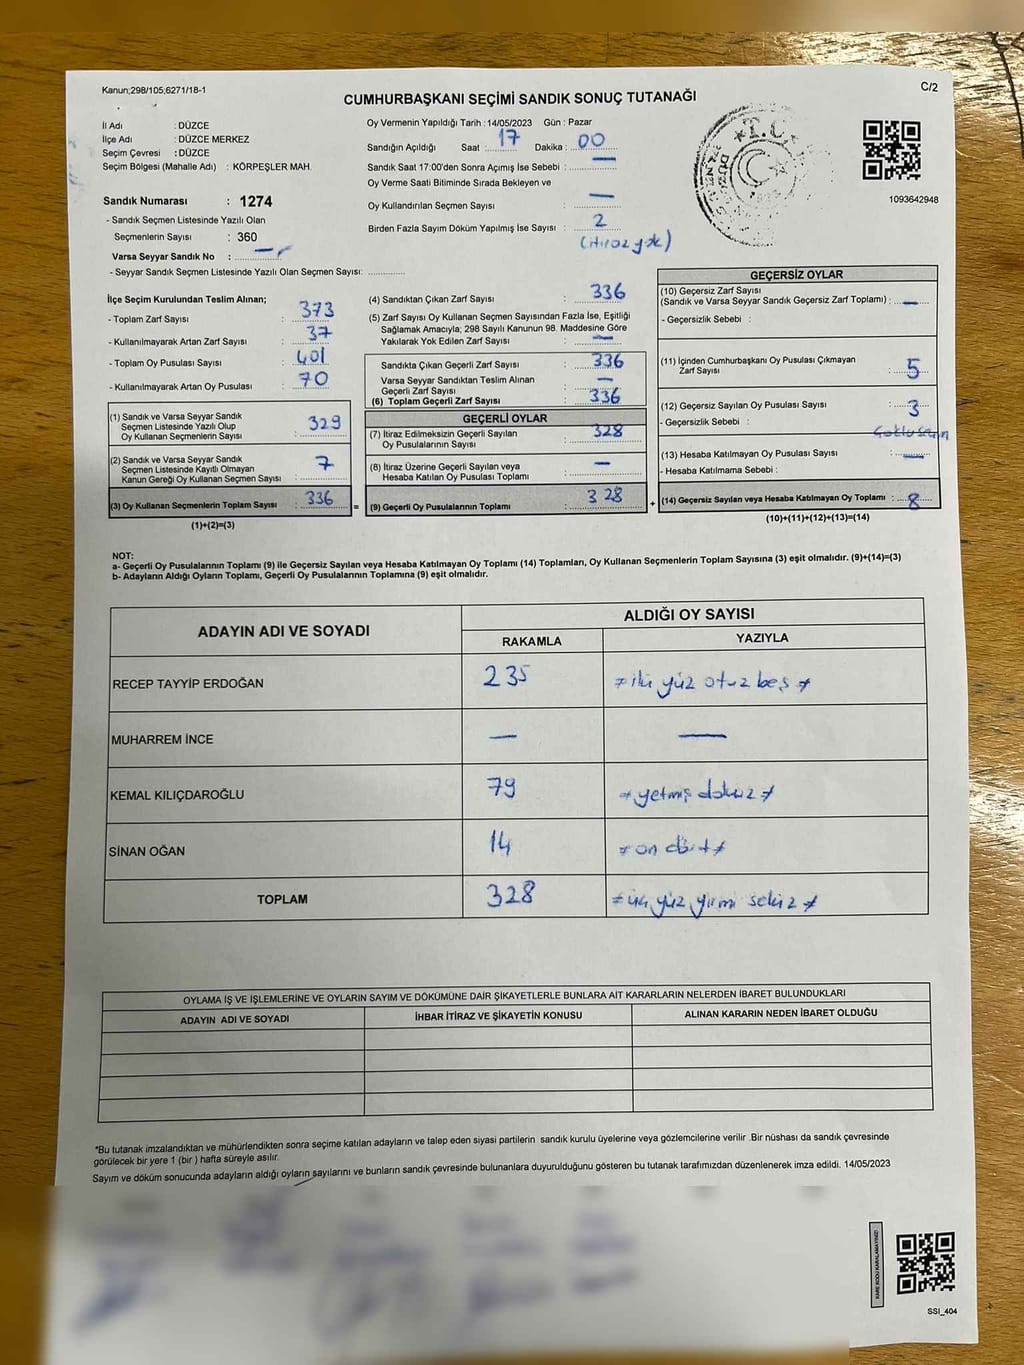 Kanun;298/105;6271/18-1
C/2
CUMHURBAŞKANI SEÇİMİ SANDIK SONUÇ TUTANAĞI
İl Adı : DÜZCE
İlçe Adı : DÜZCE MERKEZ
Seçim Çevresi : DÜZCE
Seçim Bölgesi (Mahalle Adı) : KÖRPEŞLER MAH.
Sandık Numarası : 1274
- Sandık Seçmen Listesinde Yazılı Olan
Seçmenlerin Sayısı : 360
Varsa Seyyar Sandık No : —
- Seyyar Sandık Seçmen Listesinde Yazılı Olan Seçmen Sayısı:
Oy Vermenin Yapıldığı Tarih : 14/05/2023 Gün : Pazar
Sandığın Açıldığı Saat : 17 Dakika : 00
Sandık Saat 17:00'den Sonra Açımış İse Sebebi : —
Oy Verme Saati Bitiminde Sırada Bekleyen ve
Oy Kullandırılan Seçmen Sayısı : —
Birden Fazla Sayım Döküm Yapılmış İse Sayısı : 2
(itiraz yok)
T.C.
1093642948
İlçe Seçim Kurulundan Teslim Alınan;
- Toplam Zarf Sayısı : 373
- Kullanılmayarak Artan Zarf Sayısı : 37
- Toplam Oy Pusulası Sayısı : 401
- Kullanılmayarak Artan Oy Pusulası : 70
(1) Sandık ve Varsa Seyyar Sandık
Seçmen Listesinde Yazılı Olup
Oy Kullanan Seçmenlerin Sayısı : 329
(2) Sandık ve Varsa Seyyar Sandık
Seçmen Listesinde Kayıtlı Olmayan
Kanun Gereği Oy Kullanan Seçmen Sayısı : 7
(3) Oy Kullanan Seçmenlerin Toplam Sayısı : 336
(1)+(2)=(3)
=
(4) Sandıktan Çıkan Zarf Sayısı : 336
(5) Zarf Sayısı Oy Kullanan Seçmen Sayısından Fazla İse, Eşitliği
Sağlamak Amacıyla; 298 Sayılı Kanunun 98. Maddesine Göre
Yakılarak Yok Edilen Zarf Sayısı : —
Sandıkta Çıkan Geçerli Zarf Sayısı : 336
Varsa Seyyar Sandıktan Teslim Alınan
Geçerli Zarf Sayısı : —
(6) Toplam Geçerli Zarf Sayısı : 336
GEÇERLİ OYLAR
(7) İtiraz Edilmeksizin Geçerli Sayılan
Oy Pusulalarının Sayısı : 328
(8) İtiraz Üzerine Geçerli Sayılan veya
Hesaba Katılan Oy Pusulası Toplamı : —
(9) Geçerli Oy Pusulalarının Toplamı : 328
+
GEÇERSİZ OYLAR
(10) Geçersiz Zarf Sayısı
(Sandık ve Varsa Seyyar Sandık Geçersiz Zarf Toplamı) : —
- Geçersizlik Sebebi :
(11) İçinden Cumhurbaşkanı Oy Pusulası Çıkmayan
Zarf Sayısı : 5
(12) Geçersiz Sayılan Oy Pusulası Sayısı : 3
- Geçersizlik Sebebi :
(13) Hesaba Katılmayan Oy Pusulası Sayısı : —
- Hesaba Katılmama Sebebi :
(14) Geçersiz Sayılan veya Hesaba Katılmayan Oy Toplamı : 8
(10)+(11)+(12)+(13)=(14)
NOT:
a- Geçerli Oy Pusulalarının Toplamı (9) ile Geçersiz Sayılan veya Hesaba Katılmayan Oy Toplamı (14) Toplamları, Oy Kullanan Seçmenlerin Toplam Sayısına (3) eşit olmalıdır. (9)+(14)=(3)
b- Adayların Aldığı Oyların Toplamı, Geçerli Oy Pusulalarının Toplamına (9) eşit olmalıdır.
ADAYIN ADI VE SOYADI ALDIĞI OY SAYISI
RAKAMLA YAZIYLA
RECEP TAYYİP ERDOĞAN 235 ≠ iki yüz otuz beş ≠
MUHARREM İNCE — —
KEMAL KILIÇDAROĞLU 79 ≠ yetmiş dokuz ≠
SİNAN OĞAN 14 ≠ on dört ≠
TOPLAM 328 ≠ üç yüz yirmi sekiz ≠
OYLAMA İŞ VE İŞLEMLERİNE VE OYLARIN SAYIM VE DÖKÜMÜNE DAİR ŞİKAYETLERLE BUNLARA AİT KARARLARIN NELERDEN İBARET BULUNDUKLARI
ADAYIN ADI VE SOYADI İHBAR İTİRAZ VE ŞİKAYETİN KONUSU ALINAN KARARIN NEDEN İBARET OLDUĞU
*Bu tutanak imzalandıktan ve mühürlendikten sonra seçime katılan adayların ve talep eden siyasi partilerin sandık kurulu üyelerine veya gözlemcilerine verilir .Bir nüshası da sandık çevresinde
görülecek bir yere 1 (bir ) hafta süreyle asılır.
Sayım ve döküm sonucunda adayların aldığı oyların sayılarını ve bunların sandık çevresinde bulunanlara duyurulduğunu gösteren bu tutanak tarafımızdan düzenlenerek imza edildi. 14/05/2023
KARE KODU KARALAMAYINIZ!
SSI_404